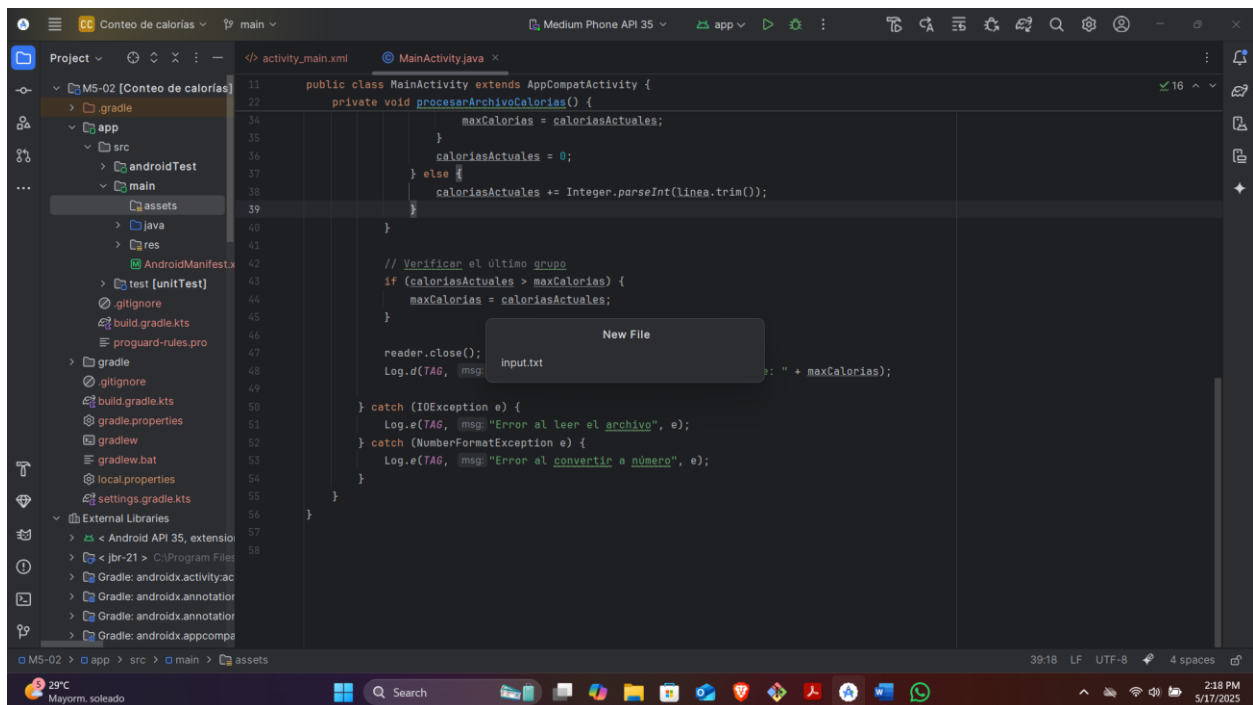 CC Conteo de calorías main Medium Phone API 35 app
Project
activity_main.xml MainActivity.java
M5-02 [Conteo de calorías]
.gradle
app
src
androidTest
main
assets
java
res
AndroidManifest.x
test [unitTest]
.gitignore
build.gradle.kts
proguard-rules.pro
gradle
.gitignore
build.gradle.kts
gradle.properties
gradlew
gradlew.bat
local.properties
settings.gradle.kts
External Libraries
< Android API 35, extensio
< jbr-21 > C:\Program Files
Gradle: androidx.activity:ac
Gradle: androidx.annotation
Gradle: androidx.annotation
Gradle: androidx.appcompa
16
11 public class MainActivity extends AppCompatActivity {
22 private void procesarArchivoCalorias() {
34 maxCalorias = caloriasActuales;
35 }
36 caloriasActuales = 0;
37 } else {
38 caloriasActuales += Integer.parseInt(linea.trim());
39 }
40 }
41
42 // Verificar el último grupo
43 if (caloriasActuales > maxCalorias) {
44 maxCalorias = caloriasActuales;
45 }
46
47 reader.close();
48 Log.d(TAG, msg: e: " + maxCalorias);
49
50 } catch (IOException e) {
51 Log.e(TAG, msg: "Error al leer el archivo", e);
52 } catch (NumberFormatException e) {
53 Log.e(TAG, msg: "Error al convertir a número", e);
54 }
55 }
56 }
57
58
New File
input.txt
M5-02 > app > src > main > assets
39:18 LF UTF-8 4 spaces
5 29°C
Mayorm. soleado
Search
2:18 PM
5/17/2025